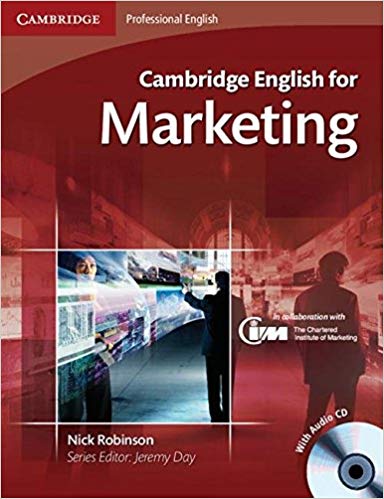 CAMBRIDGE Professional English
Cambridge English for
Marketing
In collaboration with
CIM The Chartered
Institute of Marketing
With Audio CD
Nick Robinson
Series Editor: Jeremy Day